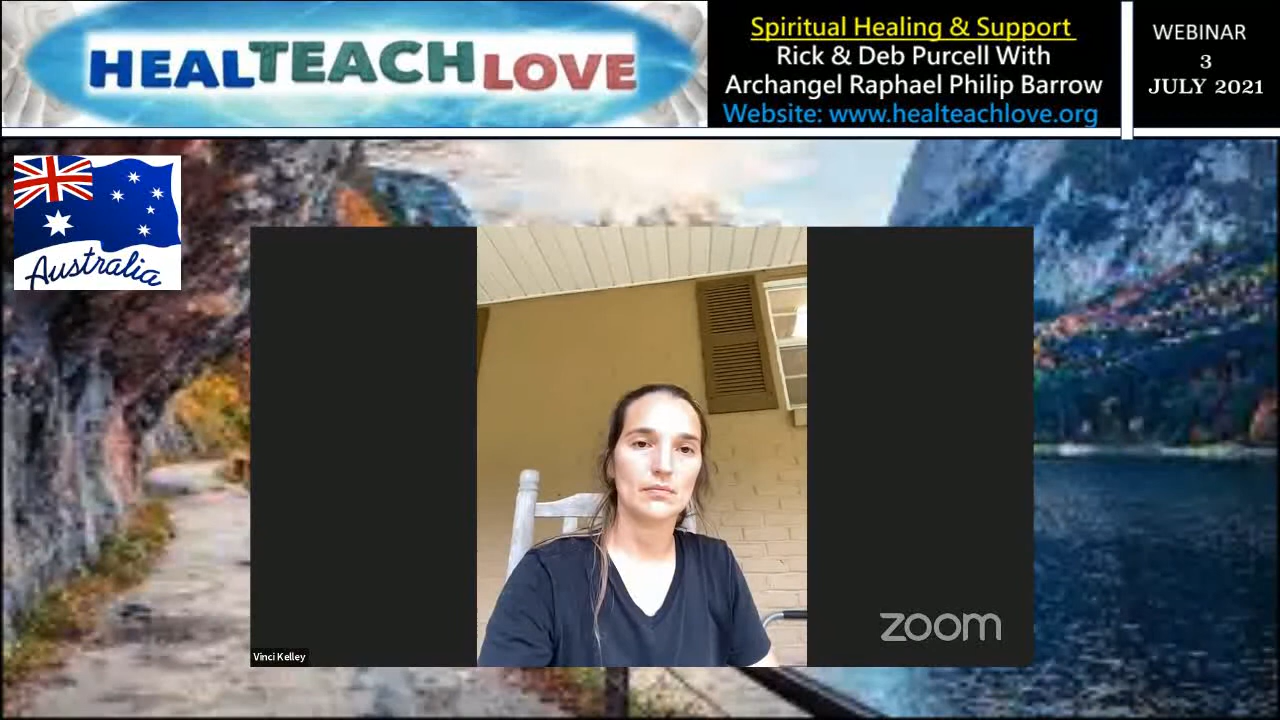 HEALTEACHLOVE
Spiritual Healing & Support
Rick & Deb Purcell With
Archangel Raphael Philip Barrow
Website: www.healteachlove.org
WEBINAR
3
JULY 2021
Australia
zoom
Vinci Kelley